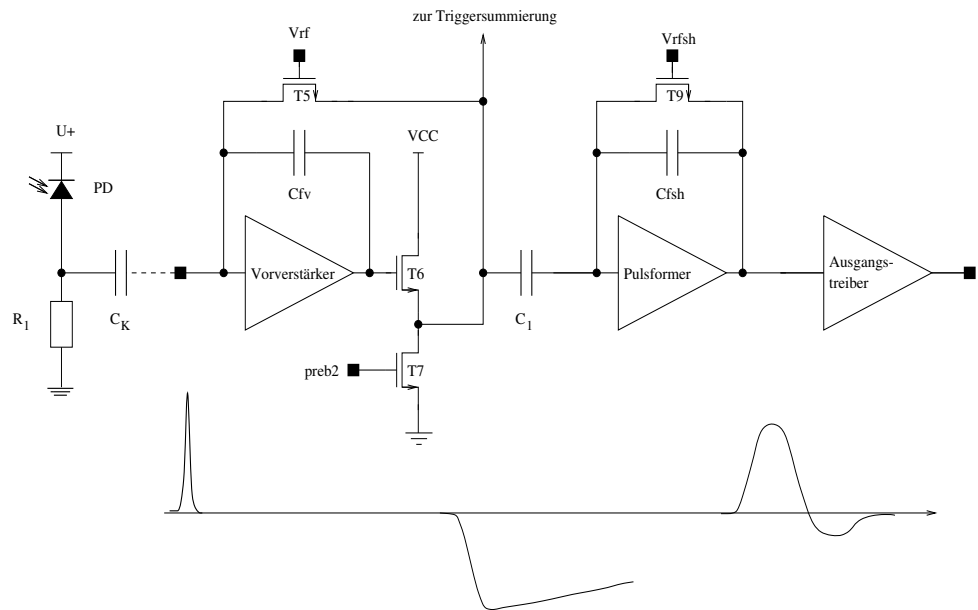 zur Triggersummierung
Vrf
Vrfsh
T5
T9
U+
VCC
PD
Cfv
Cfsh
Vorverstärker
T6
Pulsformer
Ausgangs-
treiber
R1
CK
C1
preb2
T7